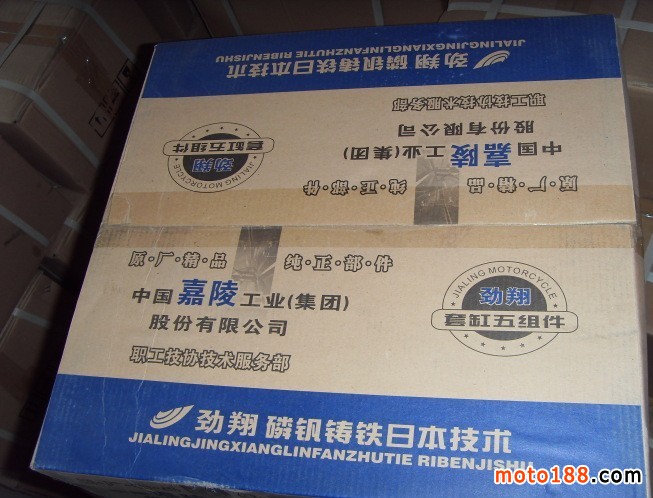 JIALINGJINGXIANGLINFANZHUTIE RIBENJISHU
劲翔 磷钒铸铁日本技术
职工技协技术服务部
中国嘉陵工业(集团)
股份有限公司
原·厂·精·品 纯·正·部·件
JIALING MOTORCYCLE
劲翔
套缸五组件
原·厂·精·品 纯·正·部·件
中国嘉陵工业(集团)
股份有限公司
职工技协技术服务部
JIALING MOTORCYCLE
劲翔
套缸五组件
劲翔 磷钒铸铁日本技术
JIALINGJINGXIANGLINFANZHUTIE RIBENJISHU
moto188.com